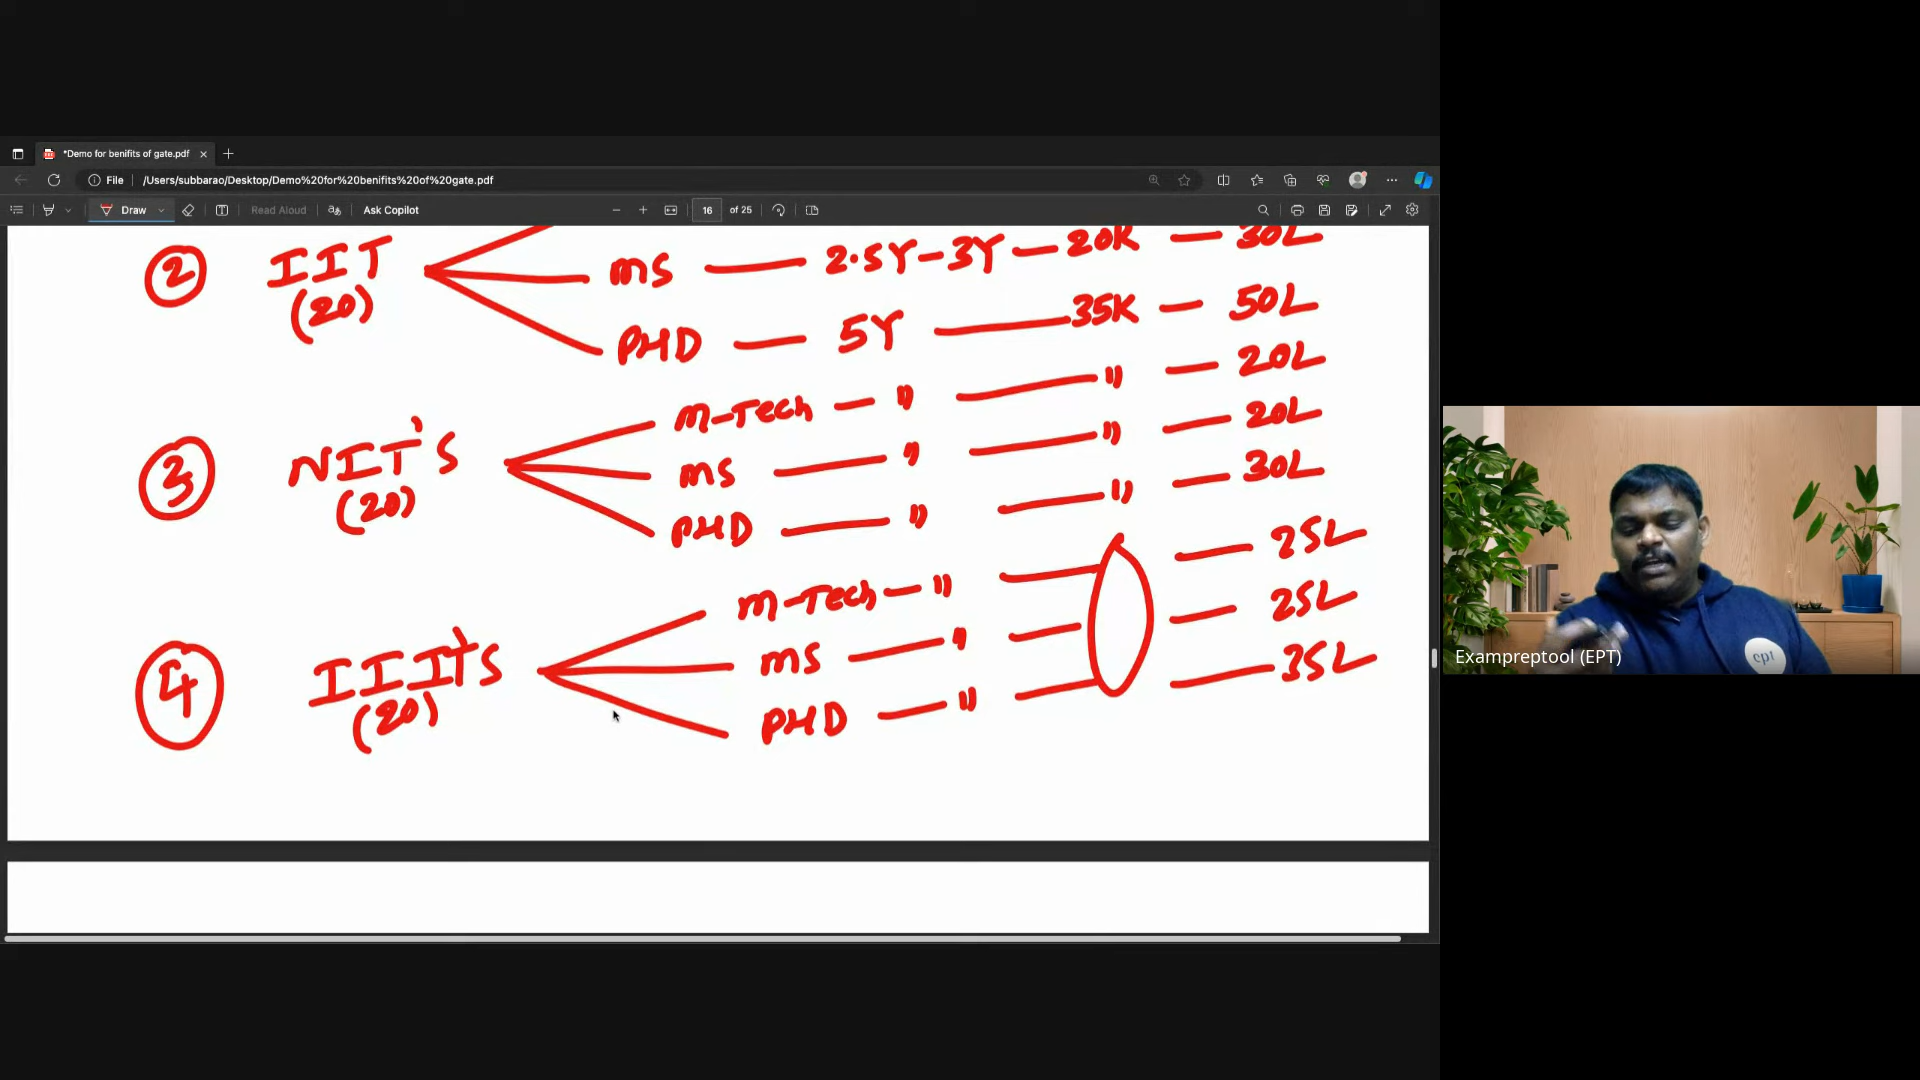 *Demo for benifits of gate.pdf
File /Users/subbarao/Desktop/Demo%20for%20benifits%20of%20gate.pdf
Draw Read Aloud Ask Copilot 16 of 25
② IIT (20)
MS — 2.5Y-3Y — 20K — 30L
PHD — 5Y — 35K — 50L
③ NIT'S (20)
M-Tech — " — " — 20L
MS — " — " — 20L
PHD — " — " — 30L
④ IIIT'S (20)
M-Tech — " — 25L
MS — " — 25L
PHD — " — 35L
ept
Exampreptool (EPT)